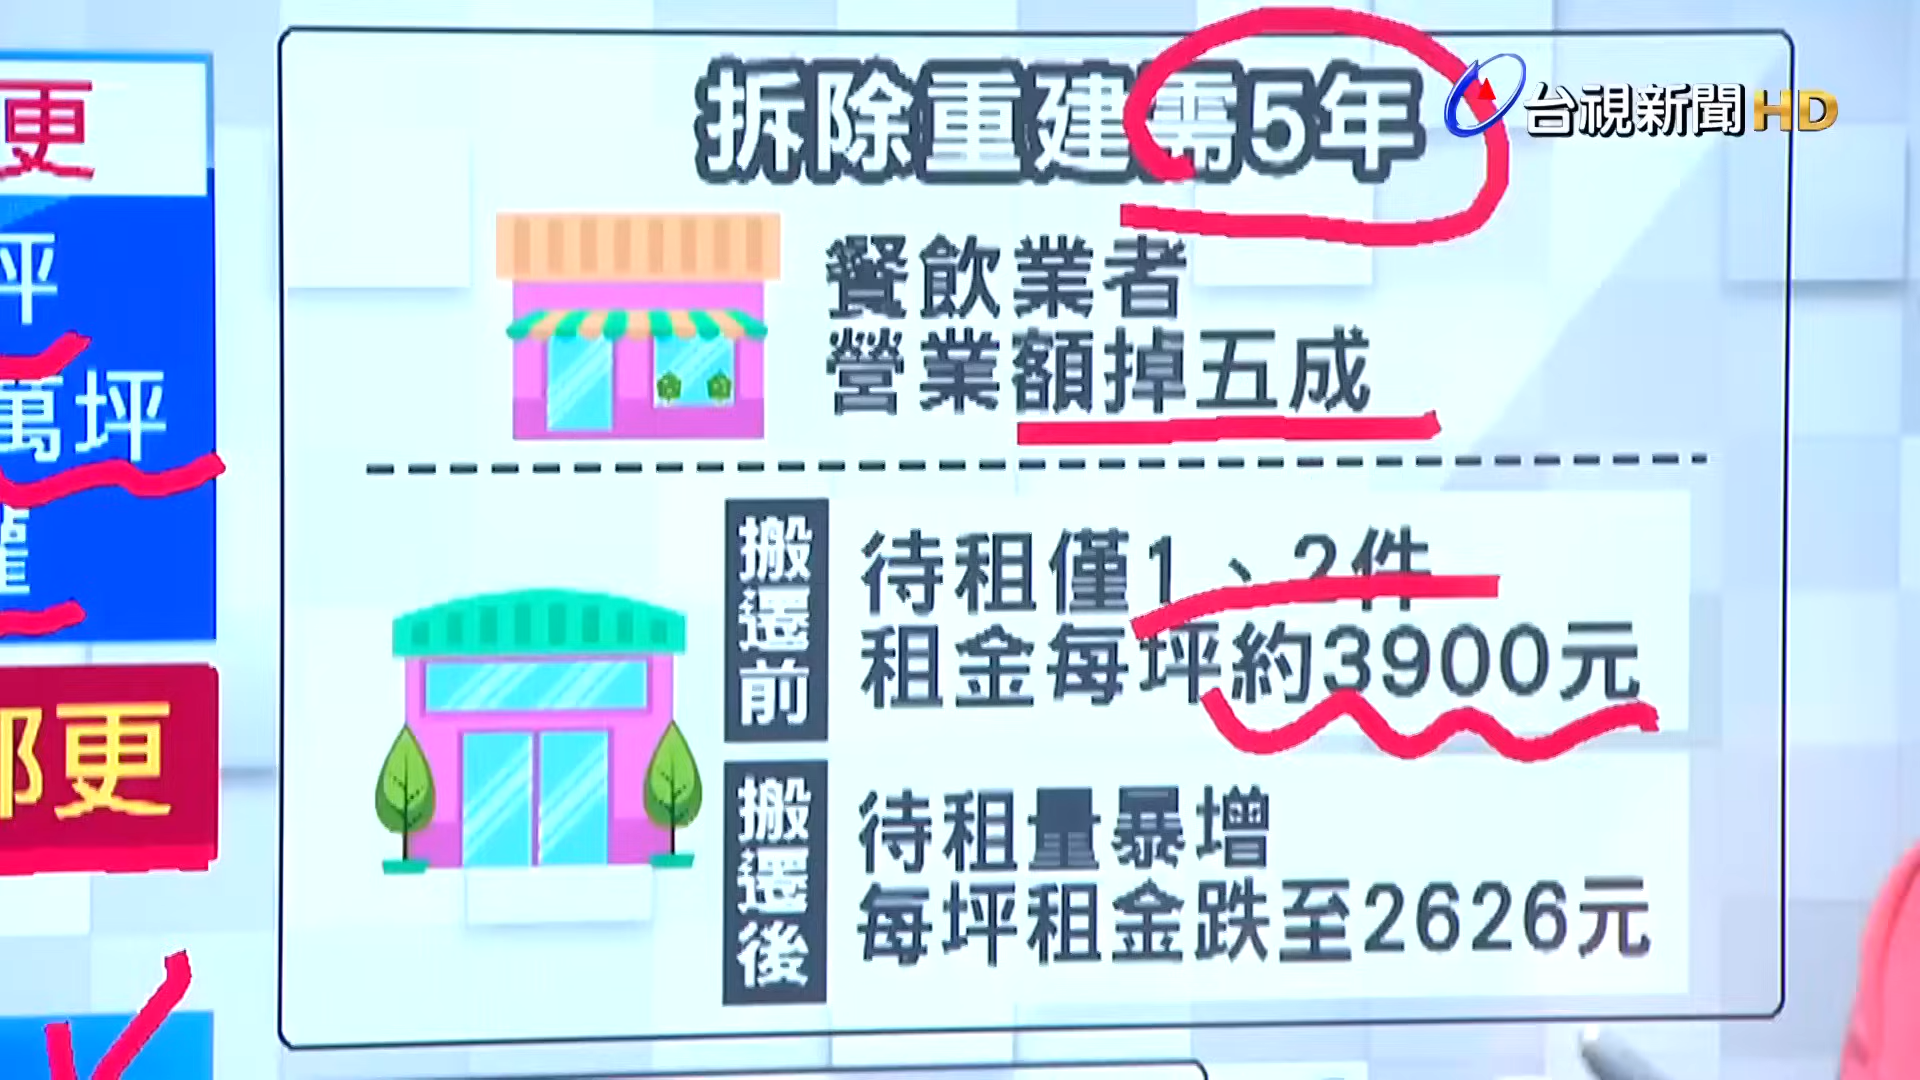 拆除重建需5年
台視新聞HD
餐飲業者
營業額掉五成
搬遷前
待租僅1、2件
租金每坪約3900元
搬遷後
待租量暴增
每坪租金跌至2626元
更
坪
萬坪
都更